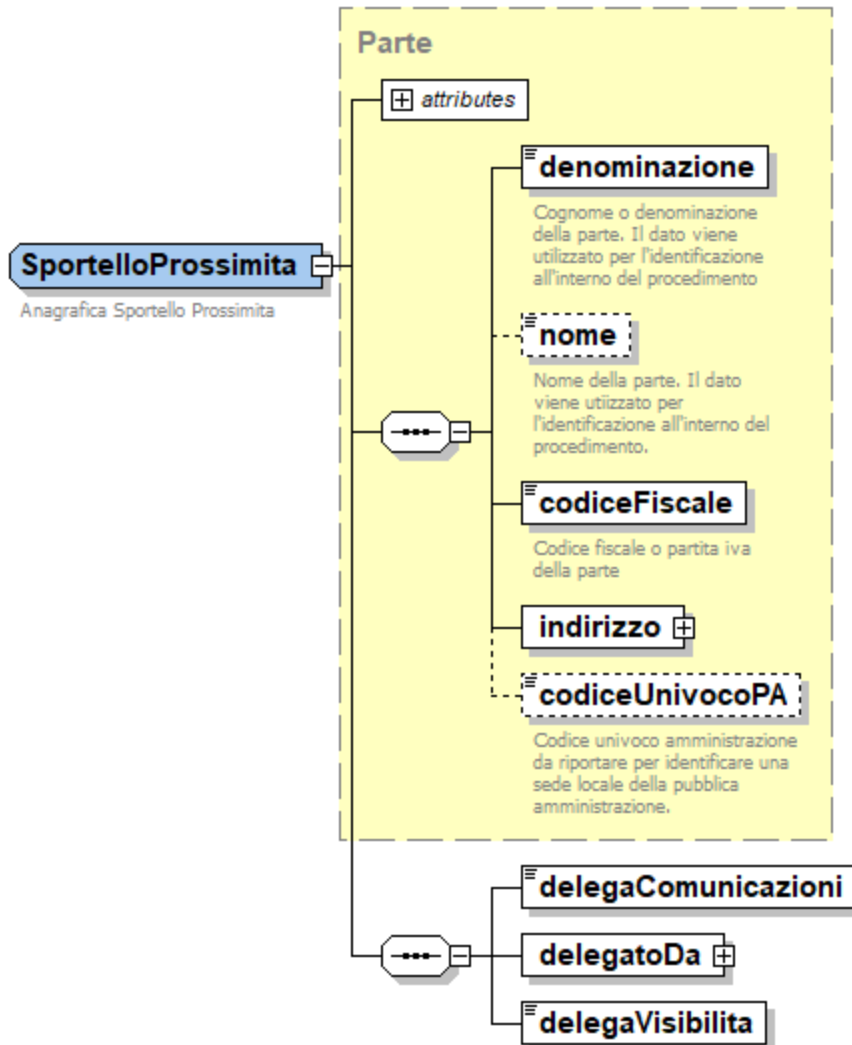 Parte
attributes
denominazione
Cognome o denominazione
della parte. Il dato viene
utilizzato per l'identificazione
all'interno del procedimento
SportelloProssimita
Anagrafica Sportello Prossimita
nome
Nome della parte. Il dato
viene utiizzato per
l'identificazione all'interno del
procedimento.
codiceFiscale
Codice fiscale o partita iva
della parte
indirizzo
codiceUnivocoPA
Codice univoco amministrazione
da riportare per identificare una
sede locale della pubblica
amministrazione.
delegaComunicazioni
delegatoDa
delegaVisibilita